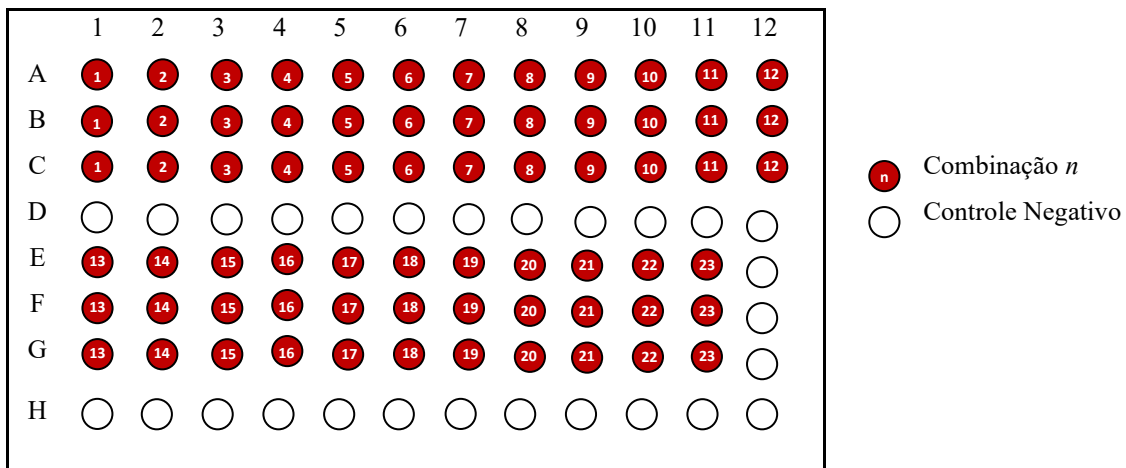 1 2 3 4 5 6 7 8 9 10 11 12
A 1 2 3 4 5 6 7 8 9 10 11 12
B 1 2 3 4 5 6 7 8 9 10 11 12
C 1 2 3 4 5 6 7 8 9 10 11 12
D
E 13 14 15 16 17 18 19 20 21 22 23
F 13 14 15 16 17 18 19 20 21 22 23
G 13 14 15 16 17 18 19 20 21 22 23
H
n Combinação n
Controle Negativo